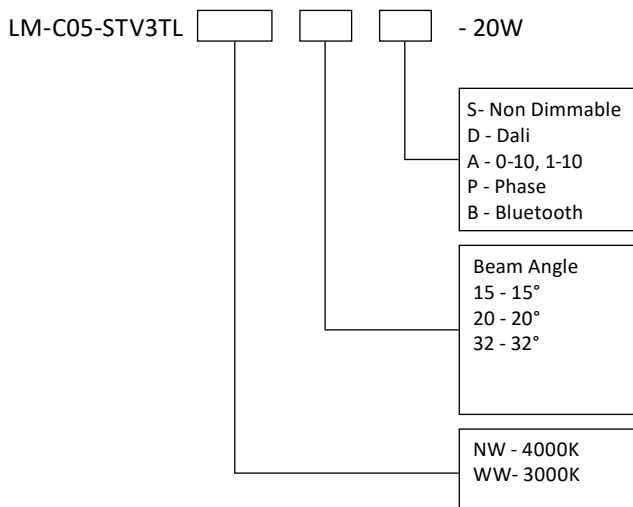 LM-C05-STV3TL - 20W
S- Non Dimmable
D - Dali
A - 0-10, 1-10
P - Phase
B - Bluetooth
Beam Angle
15 - 15°
20 - 20°
32 - 32°
NW - 4000K
WW- 3000K